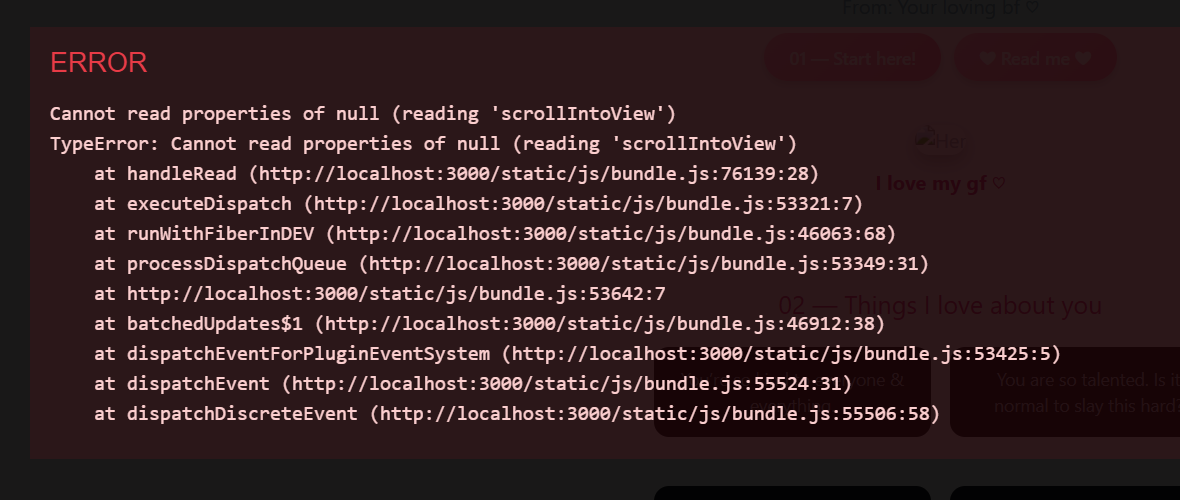 From Your loving bf ♡
01 — Start here!
♥ Read me ♥
ERROR
Cannot read properties of null (reading 'scrollIntoView')
TypeError: Cannot read properties of null (reading 'scrollIntoView')
at handleRead (http://localhost:3000/static/js/bundle.js:76139:28)
at executeDispatch (http://localhost:3000/static/js/bundle.js:53321:7)
at runWithFiberInDEV (http://localhost:3000/static/js/bundle.js:46063:68)
at processDispatchQueue (http://localhost:3000/static/js/bundle.js:53349:31)
at http://localhost:3000/static/js/bundle.js:53642:7
at batchedUpdates$1 (http://localhost:3000/static/js/bundle.js:46912:38)
at dispatchEventForPluginEventSystem (http://localhost:3000/static/js/bundle.js:53425:5)
at dispatchEvent (http://localhost:3000/static/js/bundle.js:55524:31)
at dispatchDiscreteEvent (http://localhost:3000/static/js/bundle.js:55506:58)
I love my gf ♡
02 — Things I love about you
You are so talented. Is it
normal to slay this hard?